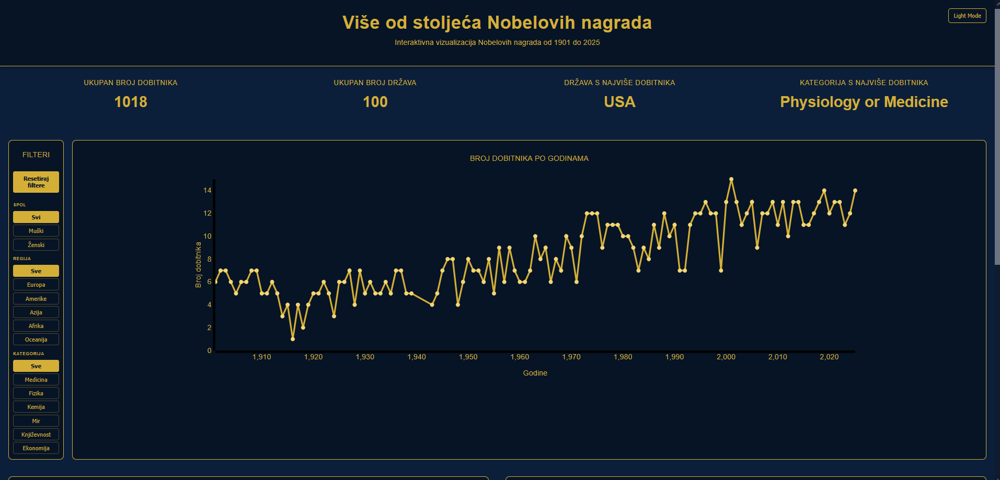 Više od stoljeća Nobelovih nagrada
Light Mode
Interaktivna vizualizacija Nobelovih nagrada od 1901 do 2025
UKUPAN BROJ DOBITNIKA
1018
UKUPAN BROJ DRŽAVA
100
DRŽAVA S NAJVIŠE DOBITNIKA
USA
KATEGORIJA S NAJVIŠE DOBITNIKA
Physiology or Medicine
FILTERI
Resetiraj
filtere
SPOL
Svi
Muški
Ženski
REGIJA
Sve
Europa
Amerike
Azija
Afrika
Oceanija
KATEGORIJA
Sve
Medicina
Fizika
Kemija
Mir
Književnost
Ekonomija
BROJ DOBITNIKA PO GODINAMA
Broj dobitnika
14
12
10
8
6
4
2
0
1,910 1,920 1,930 1,940 1,950 1,960 1,970 1,980 1,990 2,000 2,010 2,020
Godine